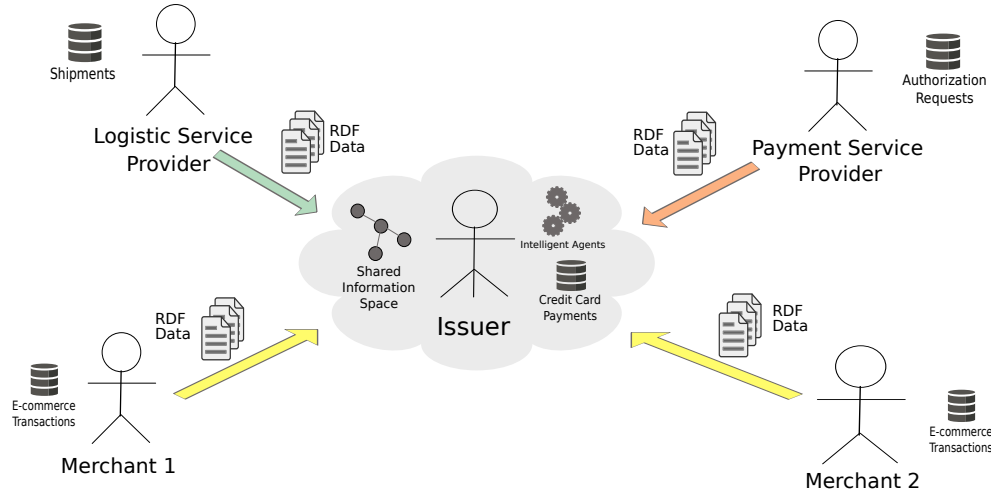 Shipments
Logistic Service
Provider
RDF
Data
Authorization
Requests
Payment Service
Provider
RDF
Data
Shared
Information
Space
Intelligent Agents
Credit Card
Payments
Issuer
RDF
Data
E-commerce
Transactions
Merchant 1
RDF
Data
E-commerce
Transactions
Merchant 2